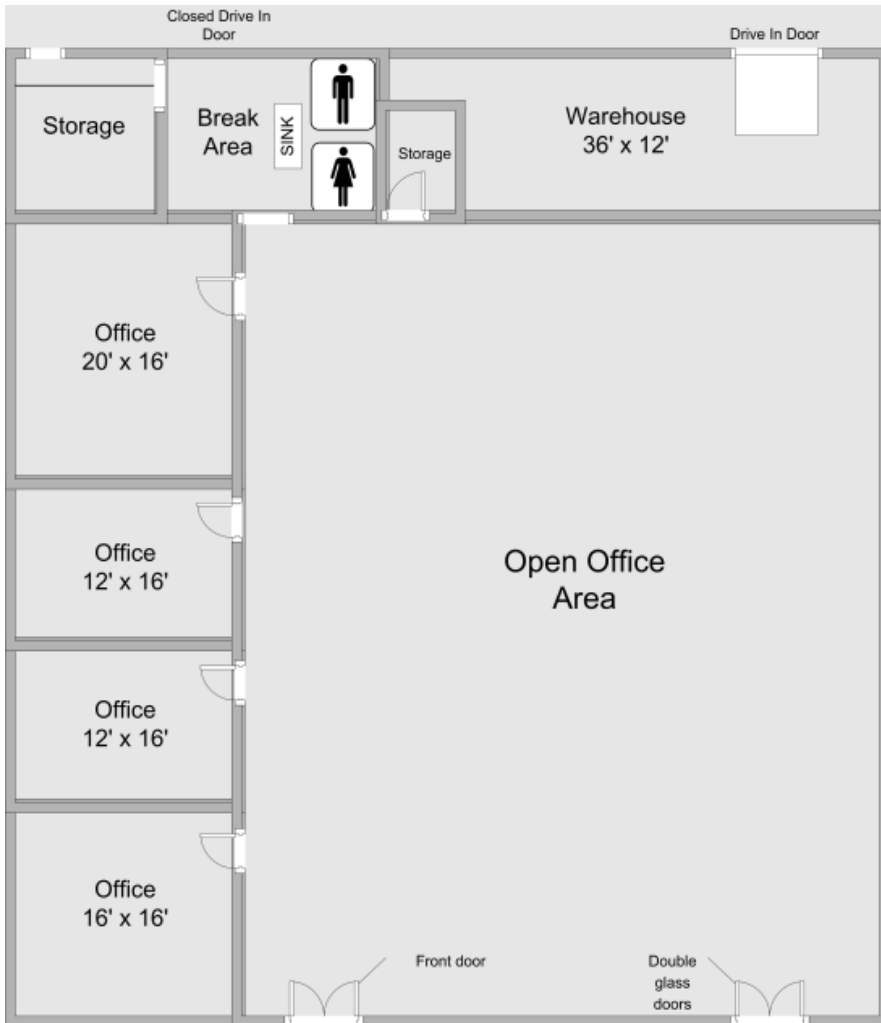 Closed Drive In
Door
Drive In Door
Storage
Break
Area
SINK
Storage
Warehouse
36' x 12'
Office
20' x 16'
Office
12' x 16'
Open Office
Area
Office
12' x 16'
Office
16' x 16'
Front door
Double
glass
doors